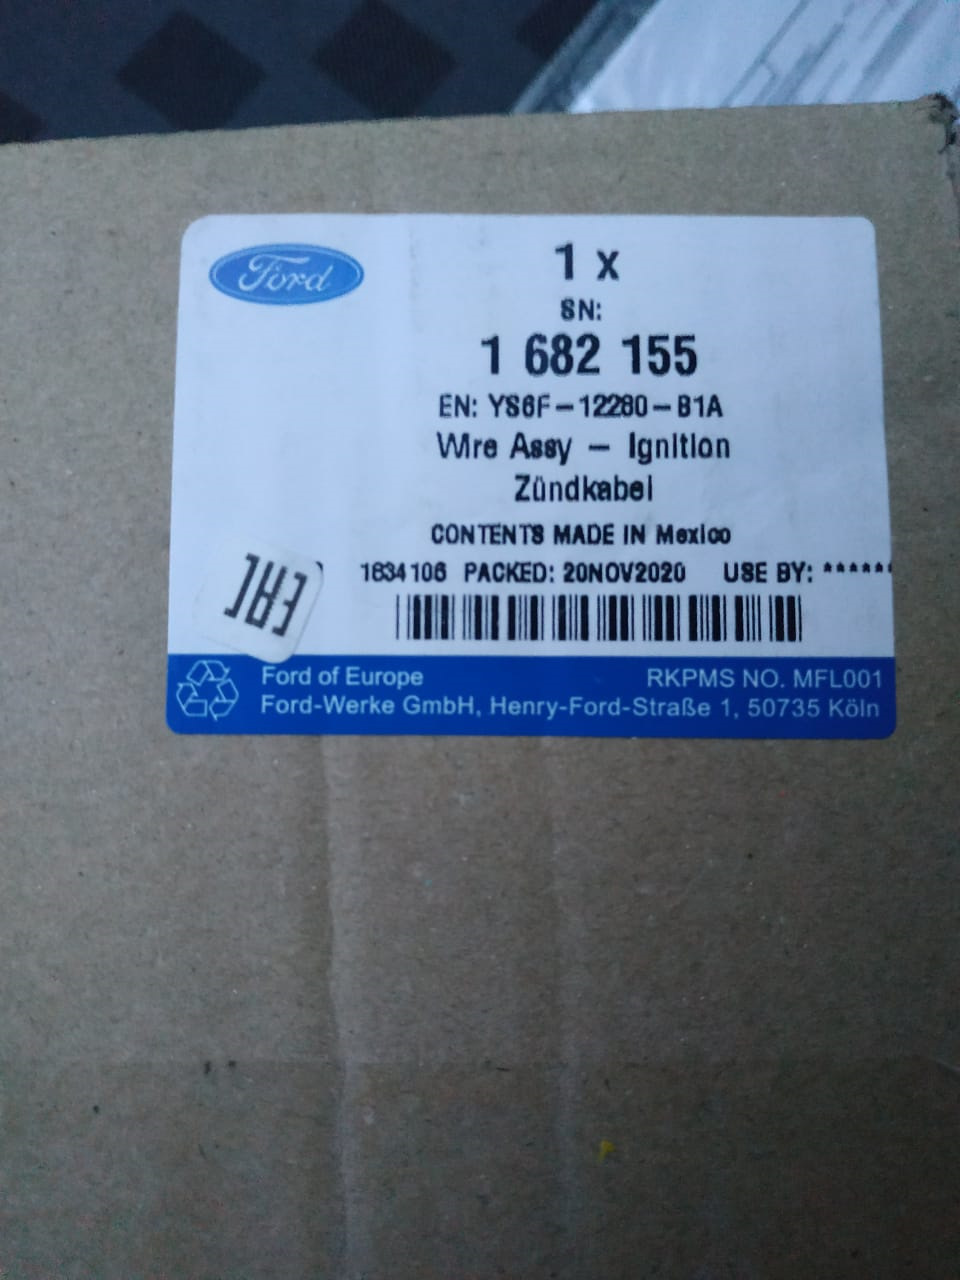 Ford
1 x
SN:
1 682 155
EN: YS6F-12280-B1A
Wire Assy - Ignition
Zündkabel
CONTENTS MADE IN Mexico
1634106 PACKED: 20NOV2020 USE BY: ******
Ford of Europe
RKPMS NO. MFL001
Ford-Werke GmbH, Henry-Ford-Straße 1, 50735 Köln